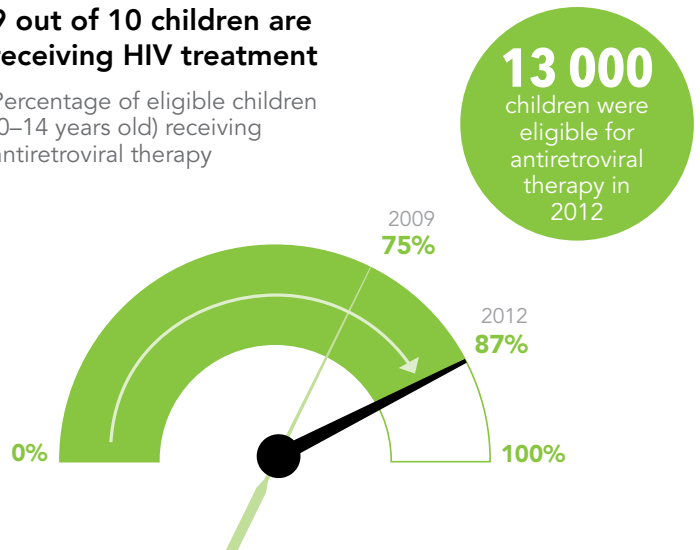 9 out of 10 children are
receiving HIV treatment
Percentage of eligible children
(0–14 years old) receiving
antiretroviral therapy
13 000
children were
eligible for
antiretroviral
therapy in
2012
2009
75%
2012
87%
0%
100%